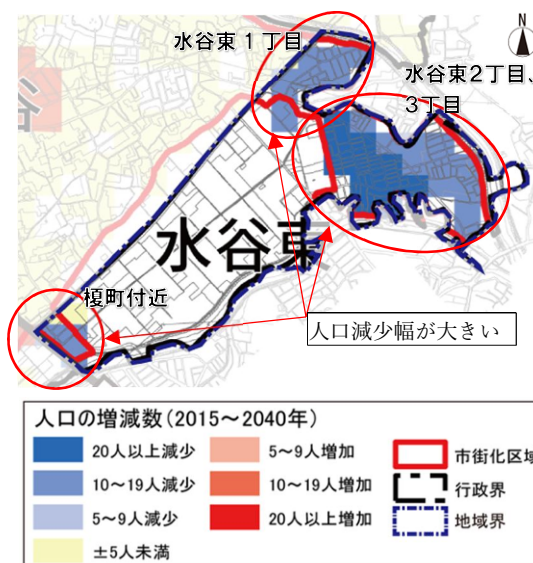 N
水谷東 1 丁目
水谷東2丁目、
3丁目
谷
水谷東
榎町付近
人口減少幅が大きい
人口の増減数(2015～2040年)
20人以上減少
10～19人減少
5～9人減少
±5人未満
5～9人増加
10～19人増加
20人以上増加
市街化区域
行政界
地域界